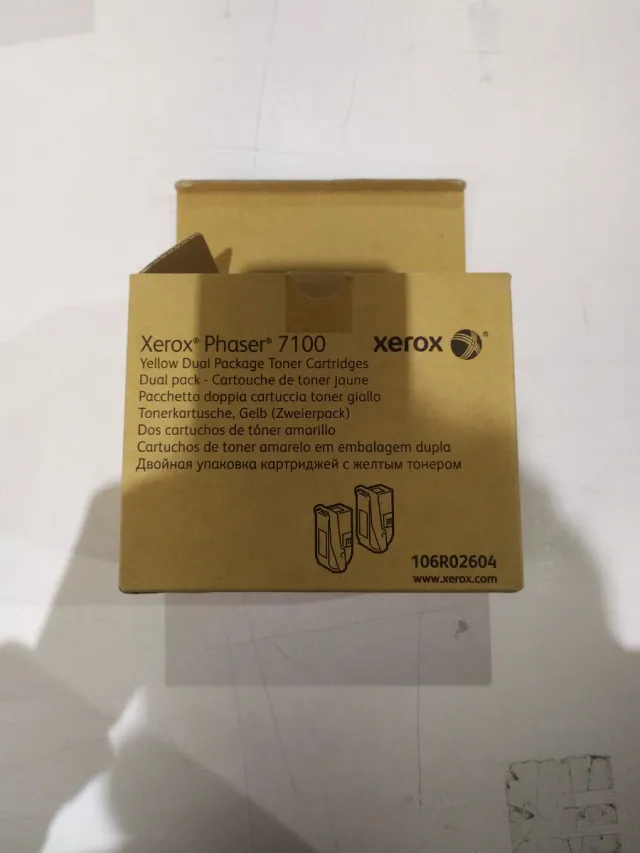 Xerox® Phaser® 7100
xerox®
Yellow Dual Package Toner Cartridges
Dual pack - Cartouche de toner jaune
Pacchetto doppia cartuccia toner giallo
Tonerkartusche, Gelb (Zweierpack)
Dos cartuchos de tóner amarillo
Cartuchos de toner amarelo em embalagem dupla
Двойная упаковка картриджей с желтым тонером
106R02604
www.xerox.com